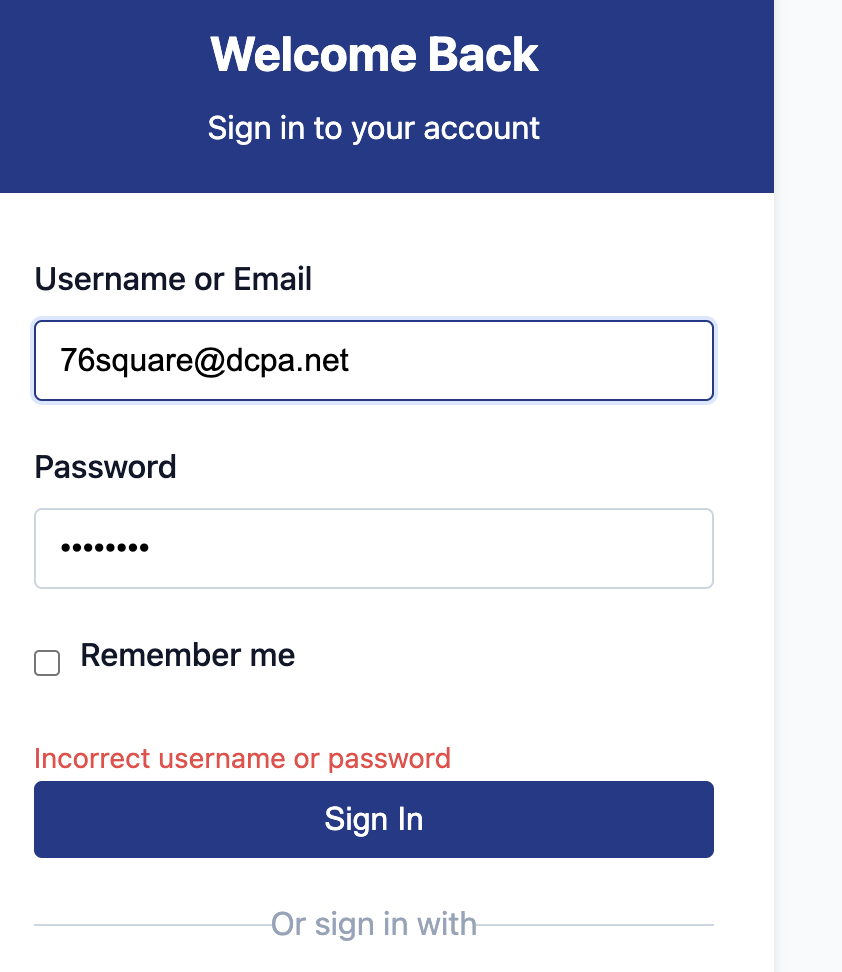 Welcome Back
Sign in to your account
Username or Email
76square@dcpa.net
Password
••••••••
Remember me
Incorrect username or password
Sign In
Or sign in with